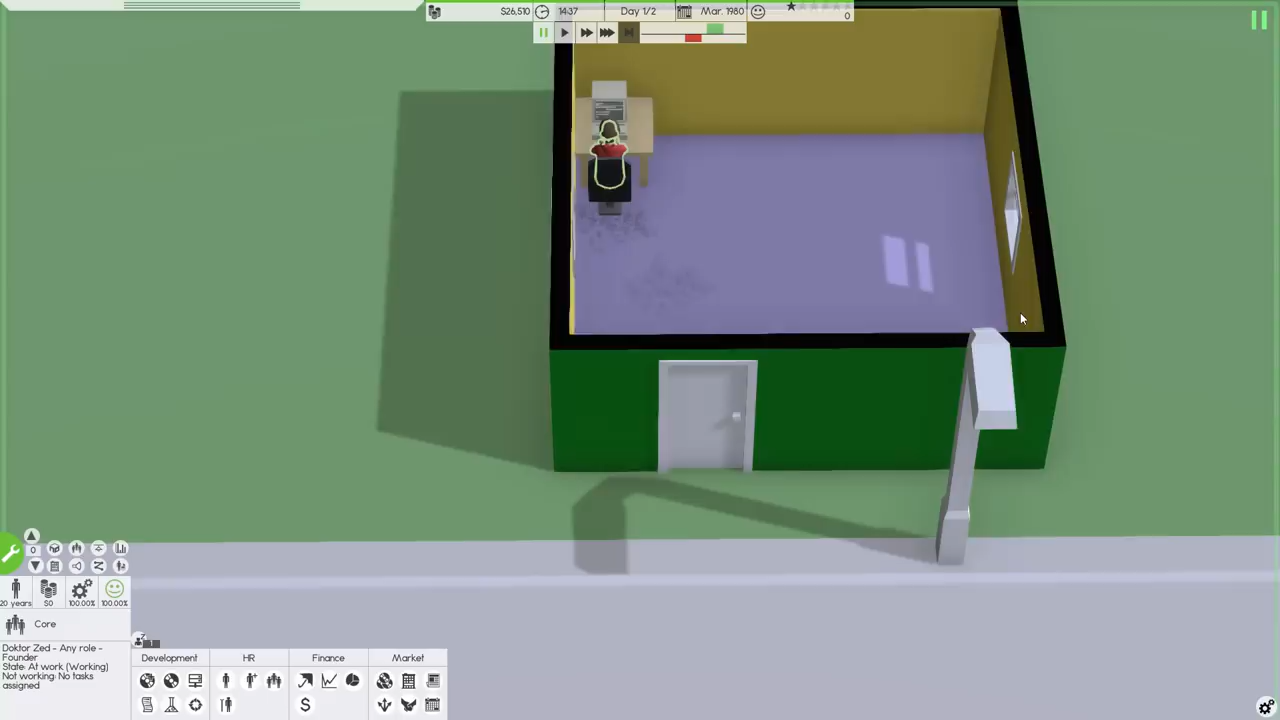 $26,510 14:37 Day 1/2 Mar. 1980
0
0
20 years $0 100.00% 100.00%
Core
Doktor Zed - Any role -
Founder
State: At work (Working)
Not working: No tasks
assigned
Development HR Finance Market